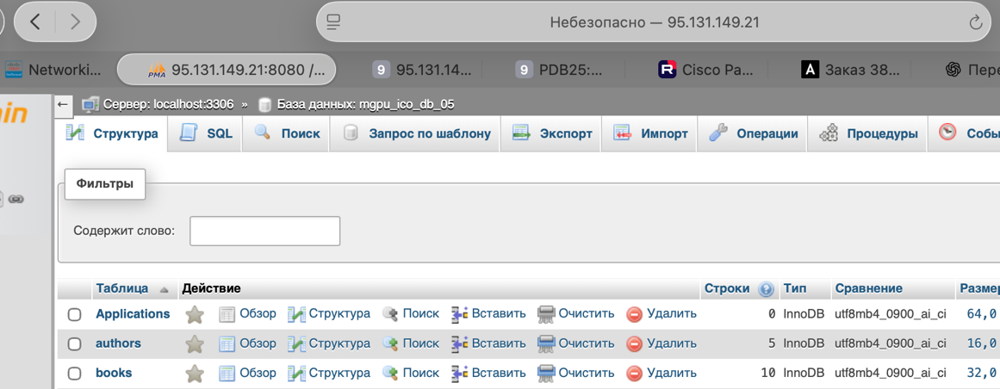 Небезопасно — 95.131.149.21
Networki... PMA 95.131.149.21:8080 /... 9 95.131.14... 9 PDB25:... R Cisco Pa... A Заказ 38... Пере
in
← Сервер: localhost:3306 » База данных: mgpu_ico_db_05
Структура SQL Поиск Запрос по шаблону Экспорт Импорт Операции Процедуры Собы
Фильтры
Содержит слово:
Таблица Действие Строки ? Тип Сравнение Размер
Applications Обзор Структура Поиск Вставить Очистить Удалить 0 InnoDB utf8mb4_0900_ai_ci 64,0
authors Обзор Структура Поиск Вставить Очистить Удалить 5 InnoDB utf8mb4_0900_ai_ci 16,0
books Обзор Структура Поиск Вставить Очистить Удалить 10 InnoDB utf8mb4_0900_ai_ci 32,0